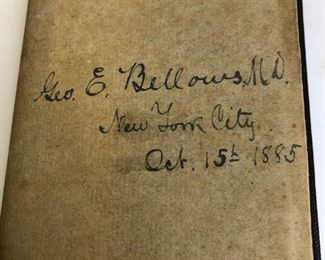 Geo. E. Bellows, M.D.
New York City.
Oct. 15th 1885